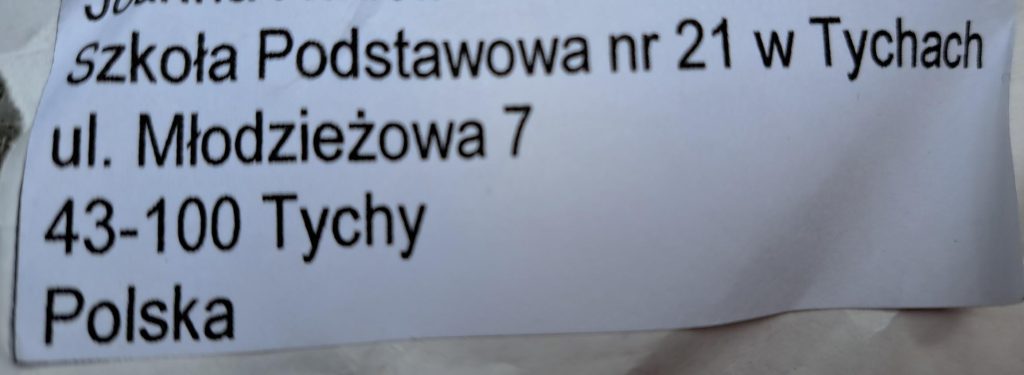 Szkoła Podstawowa nr 21 w Tychach
ul. Młodzieżowa 7
43-100 Tychy
Polska